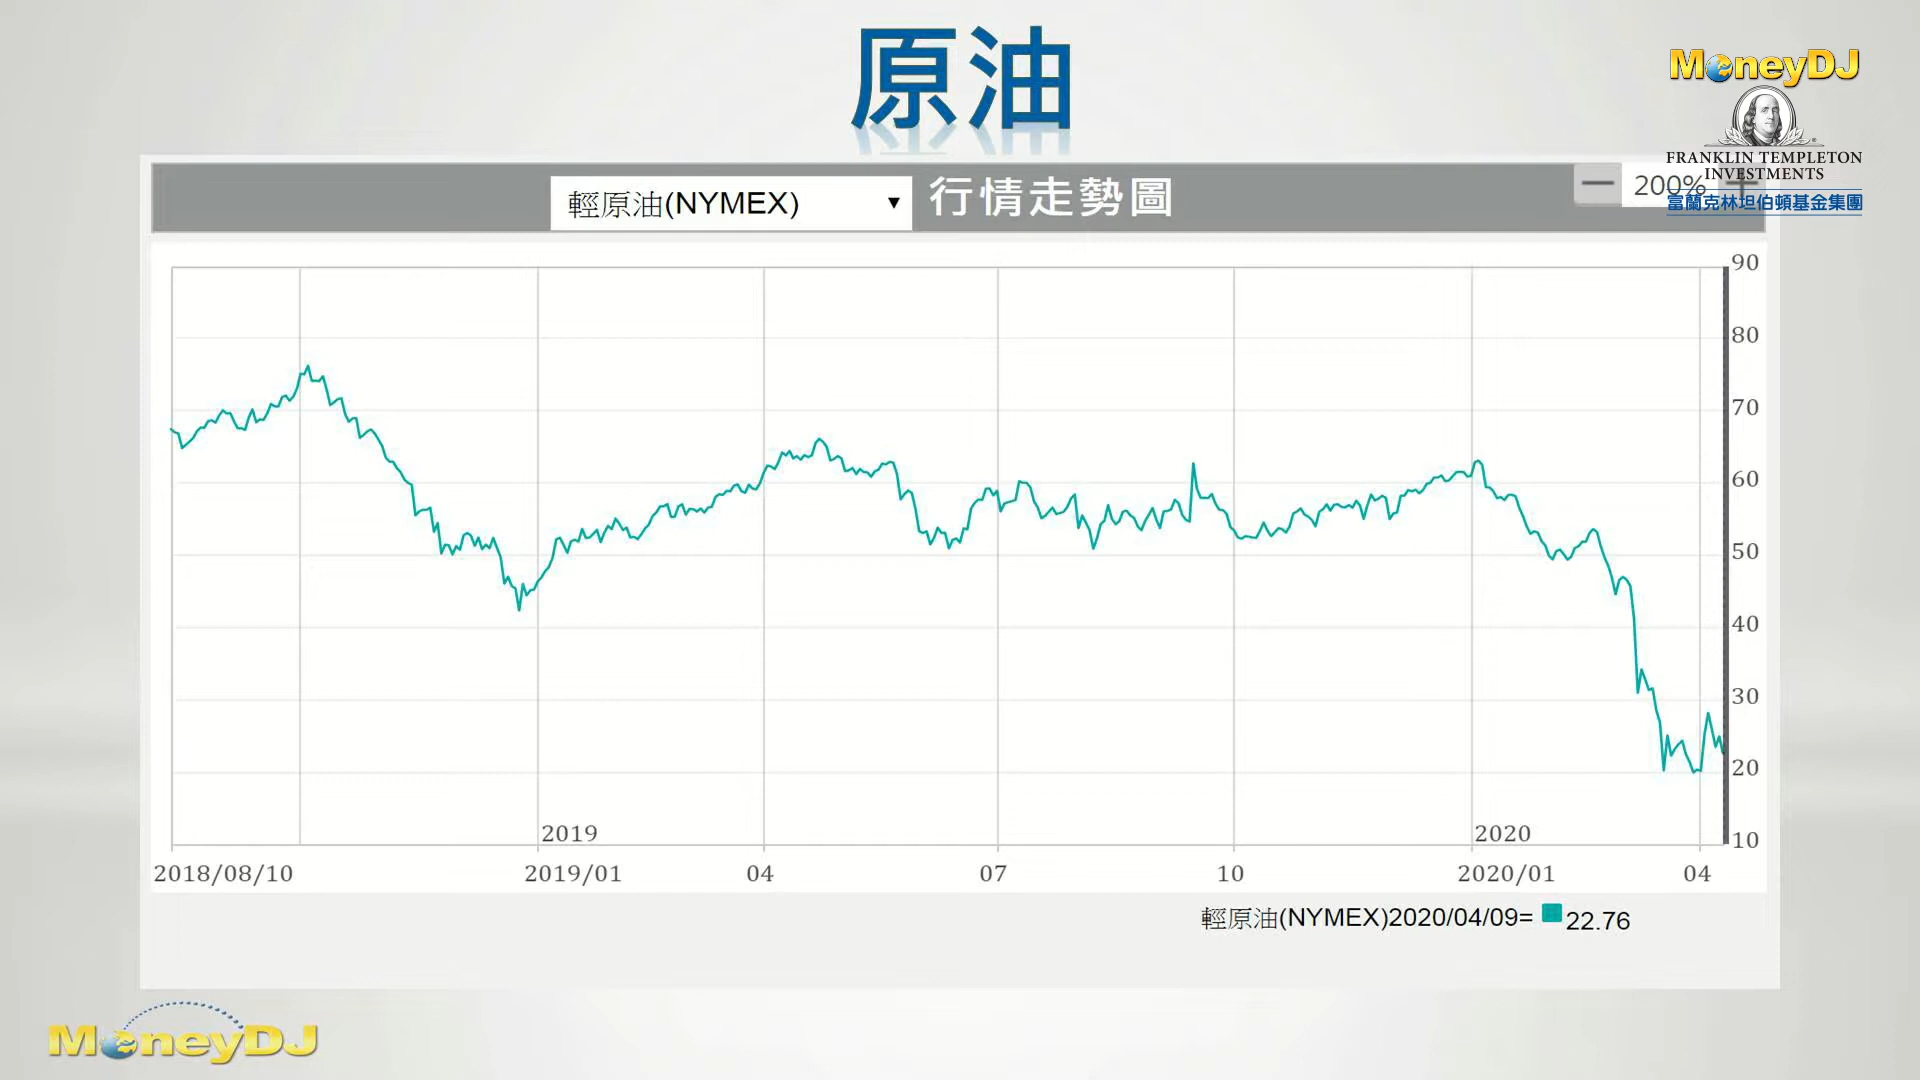 原油
MoneyDJ
FRANKLIN TEMPLETON
INVESTMENTS
富蘭克林坦伯頓基金集團
輕原油(NYMEX) ▼ 行情走勢圖
— 200% +
90
80
70
60
50
40
30
20
10
2019
2020
2018/08/10 2019/01 04 07 10 2020/01 04
輕原油(NYMEX)2020/04/09= 22.76
MoneyDJ